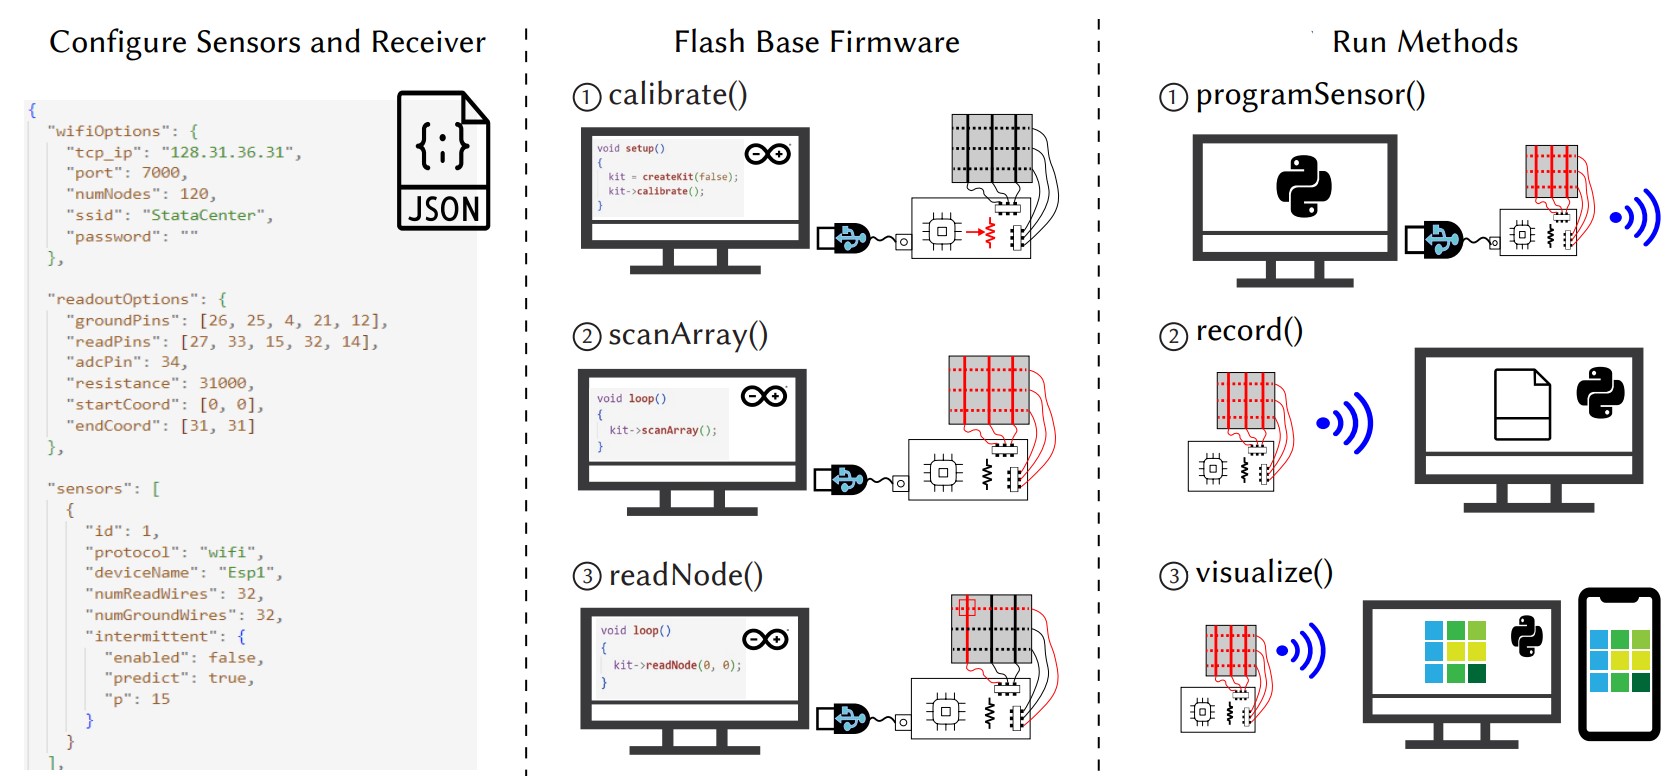 Configure Sensors and Receiver
{
"wifiOptions": {
"tcp_ip": "128.31.36.31",
"port": 7000,
"numNodes": 120,
"ssid": "StataCenter",
"password": ""
},
"readoutOptions": {
"groundPins": [26, 25, 4, 21, 12],
"readPins": [27, 33, 15, 32, 14],
"adcPin": 34,
"resistance": 31000,
"startCoord": [0, 0],
"endCoord": [31, 31]
},
"sensors": [
{
"id": 1,
"protocol": "wifi",
"deviceName": "Esp1",
"numReadWires": 32,
"numGroundWires": 32,
"intermittent": {
"enabled": false,
"predict": true,
"p": 15
}
}
],
{;}
JSON
Flash Base Firmware
1 calibrate()
void setup()
{
kit = createKit(false);
kit->calibrate();
}
2 scanArray()
void loop()
{
kit->scanArray();
}
3 readNode()
void loop()
{
kit->readNode(0, 0);
}
Run Methods
1 programSensor()
2 record()
3 visualize()